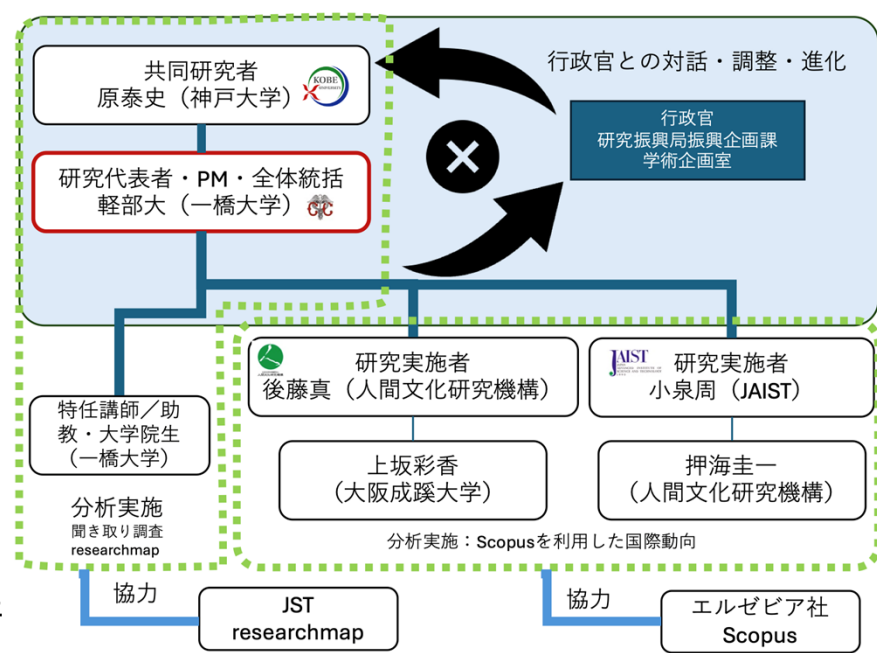 共同研究者
原泰史（神戸大学）
KOBE
研究代表者・PM・全体統括
軽部大（一橋大学）
行政官との対話・調整・進化
行政官
研究振興局振興企画課
学術企画室
特任講師／助
教・大学院生
（一橋大学）
分析実施
聞き取り調査
researchmap
研究実施者
後藤真（人間文化研究機構）
JAIST
研究実施者
小泉周（JAIST）
上坂彩香
（大阪成蹊大学）
押海圭一
（人間文化研究機構）
分析実施：Scopusを利用した国際動向
協力
JST
researchmap
協力
エルゼビア社
Scopus